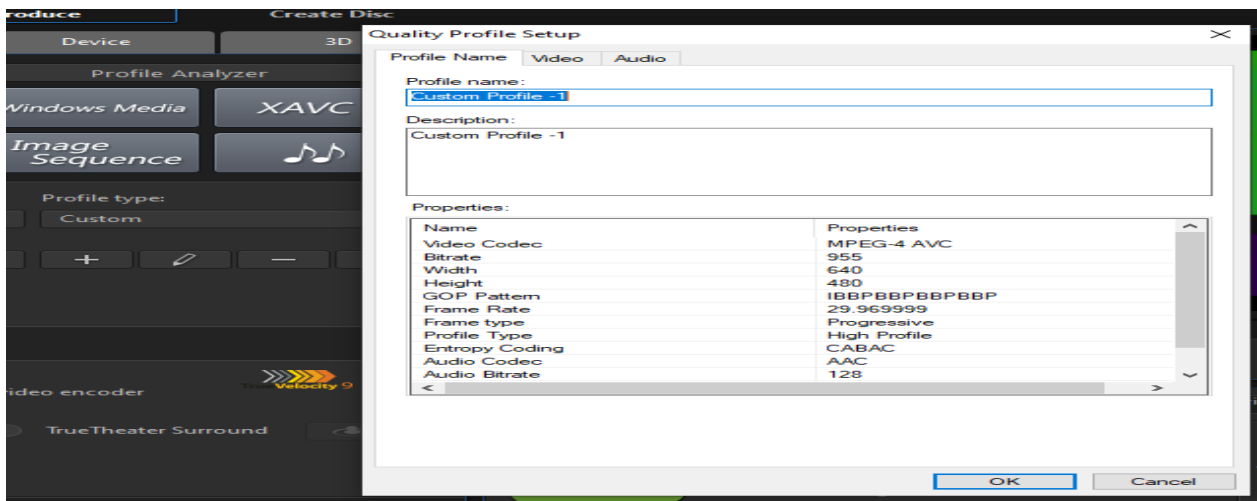 roduce Create Disc
Quality Profile Setup
Device 3D
Profile Name Video Audio
Profile Analyzer
Profile name:
Custom Profile -1
Windows Media XAVC
Description:
Custom Profile -1
Image
Sequence
Profile type:
Custom
Properties:
Name Properties
Video Codec MPEG-4 AVC
Bitrate 955
Width 640
Height 480
GOP Pattern IBBPBBPBBPBBP
Frame Rate 29.969999
Frame type Progressive
Profile Type High Profile
Entropy Coding CABAC
Audio Codec AAC
Audio Bitrate 128
video encoder
Velocity 9
TrueTheater Surround
OK Cancel